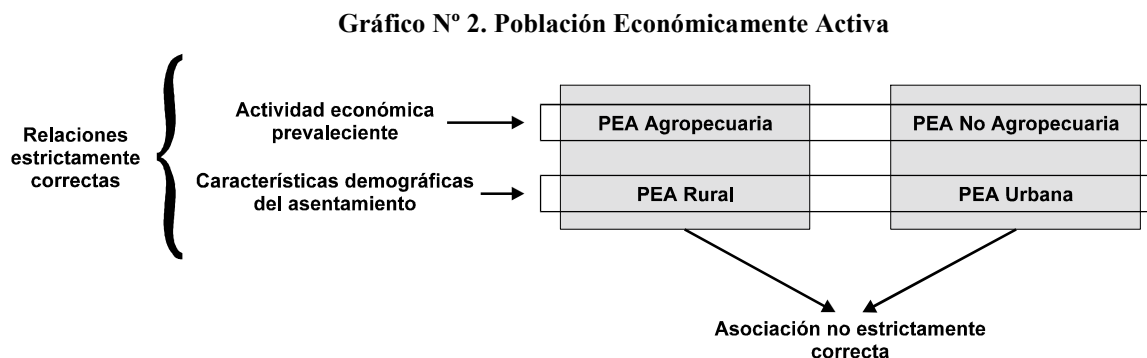 Gráfico Nº 2. Población Económicamente Activa
Relaciones
estrictamente
correctas
Actividad económica
prevaleciente
PEA Agropecuaria
PEA No Agropecuaria
Características demográficas
del asentamiento
PEA Rural
PEA Urbana
Asociación no estrictamente
correcta